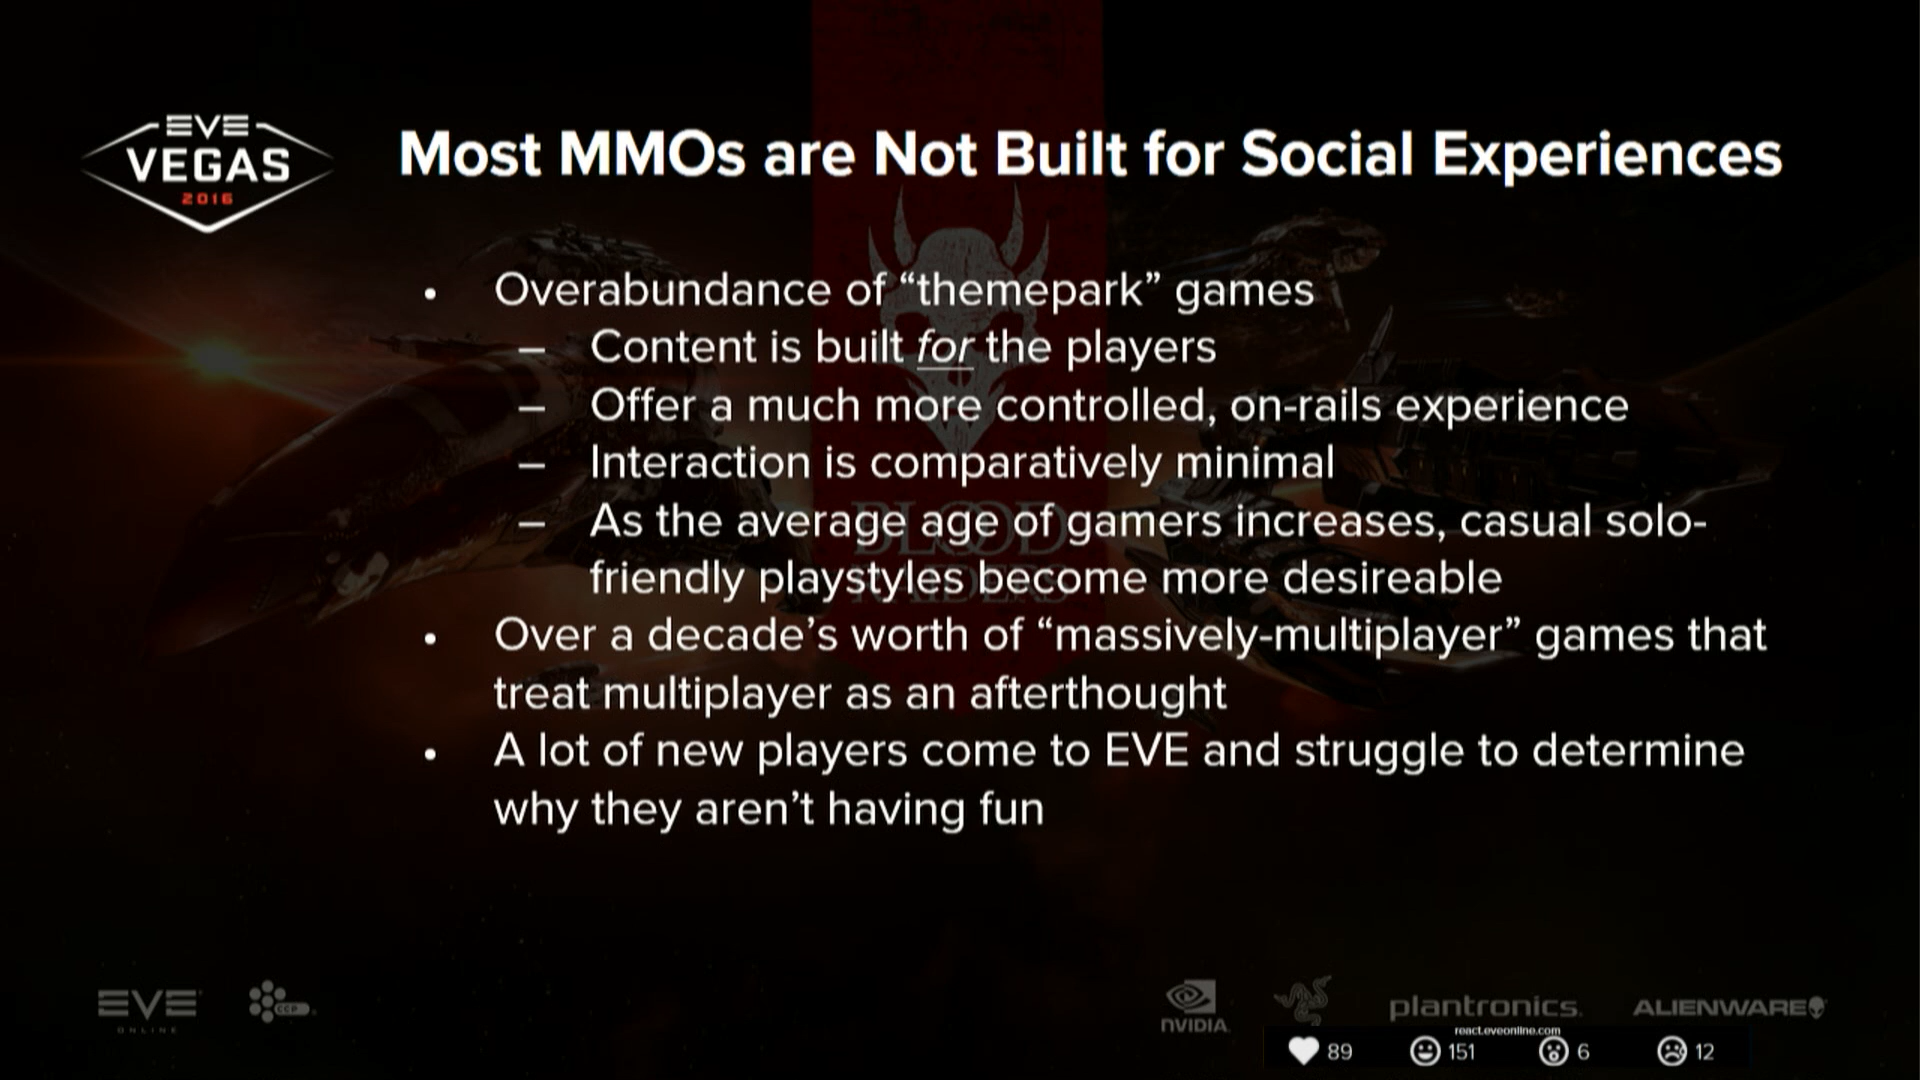 EVE
VEGAS
2016
Most MMOs are Not Built for Social Experiences
• Overabundance of “themepark” games
– Content is built for the players
– Offer a much more controlled, on-rails experience
– Interaction is comparatively minimal
– As the average age of gamers increases, casual solo-
friendly playstyles become more desireable
• Over a decade’s worth of “massively-multiplayer” games that
treat multiplayer as an afterthought
• A lot of new players come to EVE and struggle to determine
why they aren’t having fun
BLOOD
RAIDERS
EVE
ONLINE
CCP
NVIDIA.
plantronics.
ALIENWARE
react.eveonline.com
89 151 6 12